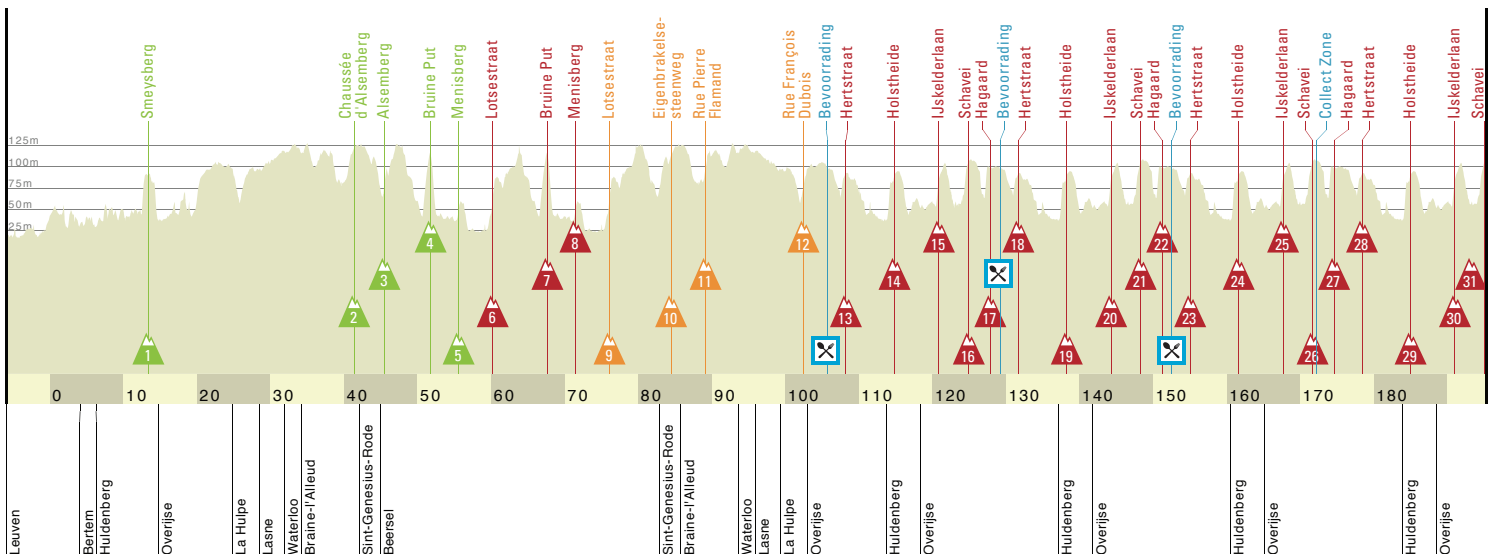 Smeysberg
Chaussée
d'Alsemberg
Alsemberg
Bruine Put
Menisberg
Lotsestraat
Bruine Put
Menisberg
Lotsestraat
Eigenbrakelse-
steenweg
Rue Pierre
Flamand
Rue François
Dubois
Bevoorrading
Hertstraat
Holstheide
IJskelderlaan
Schavei
Hagaard
Bevoorrading
Hertstraat
Holstheide
IJskelderlaan
Schavei
Hagaard
Bevoorrading
Hertstraat
Holstheide
IJskelderlaan
Schavei
Collect Zone
Hagaard
Hertstraat
Holstheide
IJskelderlaan
Schavei
125m
100m
75m
50m
25m
4 8 12 15 18 22 25 28
3 7 11 14 17 21 24 27 31
2 6 10 13 17 20 23 30
1 5 9 16 19 26 29
0 10 20 30 40 50 60 70 80 90 100 110 120 130 140 150 160 170 180
Leuven
Bertem
Huldenberg
Overijse
La Hulpe
Lasne
Waterloo
Braine-l'Alleud
Sint-Genesius-Rode
Beersel
Sint-Genesius-Rode
Braine-l'Alleud
Waterloo
Lasne
La Hulpe
Overijse
Huldenberg
Overijse
Huldenberg
Overijse
Huldenberg
Overijse
Huldenberg
Overijse